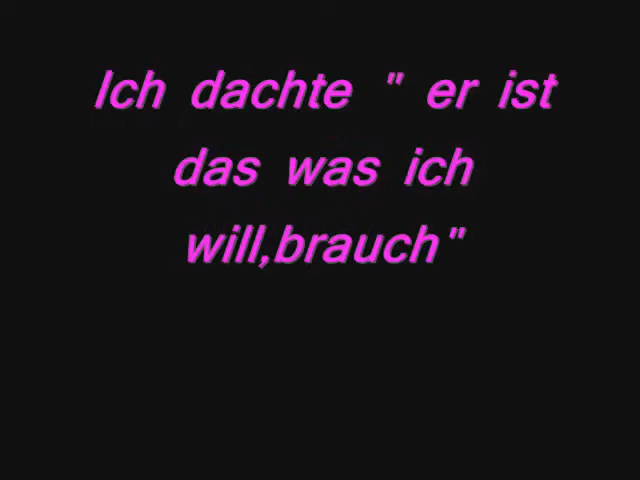 Ich dachte " er ist
das was ich
will,brauch"